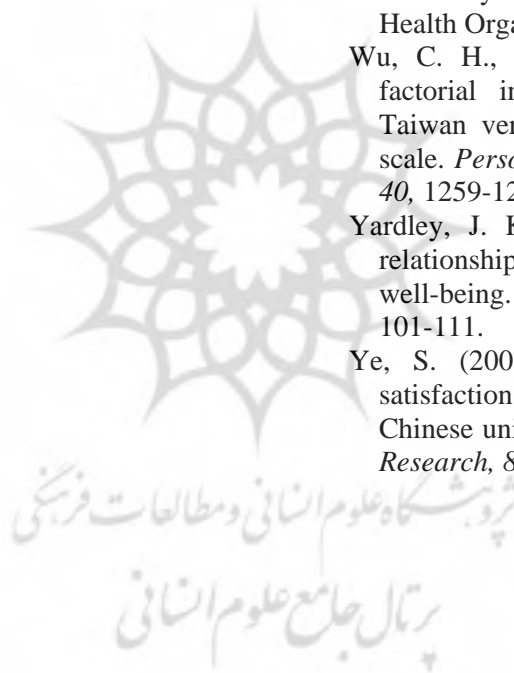 Health Orga
Wu, C. H.,
factorial in
Taiwan ver
scale. Perso
40, 1259-12
Yardley, J. K
relationship
well-being.
101-111.
Ye, S. (200
satisfaction
Chinese uni
Research, 8
پژوهشگاه علوم انسانی و مطالعات فرهنگی
پرتال جامع علوم انسانی